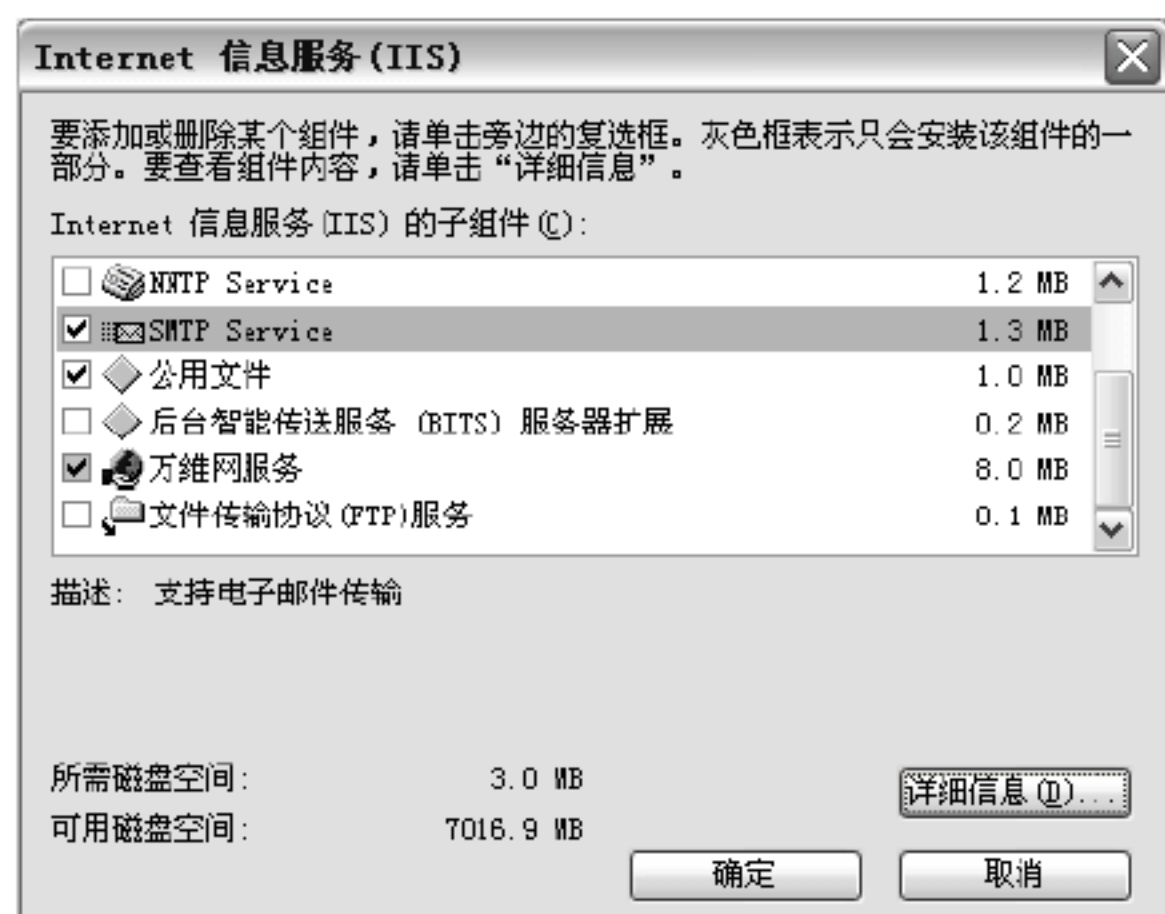 Internet 信息服务(IIS)
要添加或删除某个组件，请单击旁边的复选框。灰色框表示只会安装该组件的一
部分。要查看组件内容，请单击“详细信息”。
Internet 信息服务(IIS) 的子组件(C):
NNTP Service 1.2 MB
SMTP Service 1.3 MB
公用文件 1.0 MB
后台智能传送服务 (BITS) 服务器扩展 0.2 MB
万维网服务 8.0 MB
文件传输协议(FTP)服务 0.1 MB
描述: 支持电子邮件传输
所需磁盘空间: 3.0 MB
详细信息(D)...
可用磁盘空间: 7016.9 MB
确定 取消